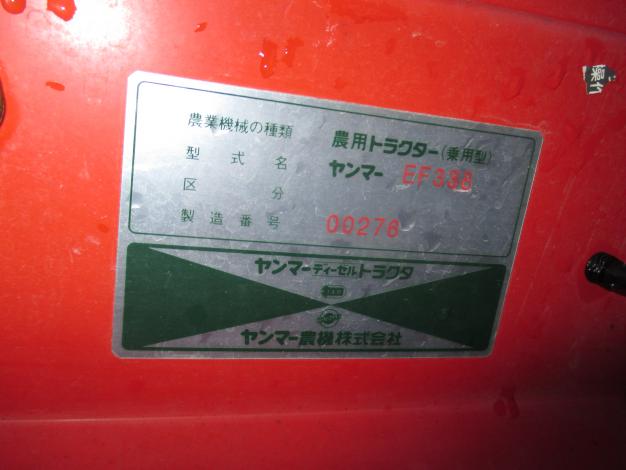 農業機械の種類 農用トラクター(乗用型)
型式名 ヤンマー EF338
区分
製造番号 00276
ヤンマーディーゼルトラクタ
ヤンマー農機株式会社
操作